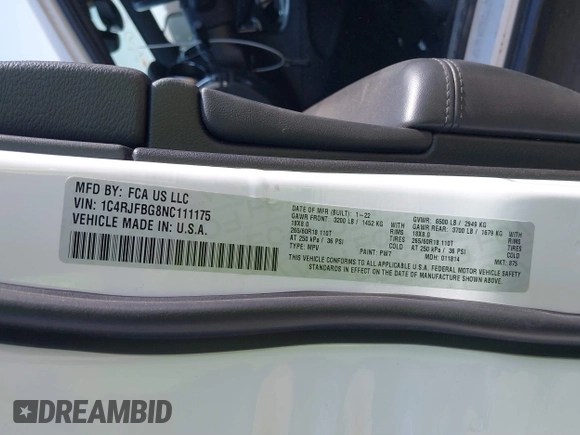 MFD BY: FCA US LLC
VIN: 1C4RJFBG8NC111175
VEHICLE MADE IN: U.S.A.
DATE OF MFR (BUILT): 1-22 GVWR: 6500 LB / 2949 KG
GAWR FRONT: 3200 LB / 1452 KG WITH GAWR REAR: 3700 LB / 1679 KG WITH
18X8.0 RIMS 18X8.0 RIMS
265/60R18 110T TIRES 265/60R18 110T TIRES
AT 250 kPa / 36 PSI COLD AT 250 kPa / 36 PSI COLD
TYPE: MPV PAINT: PW7 MDH: 011814 MKT: 875
THIS VEHICLE CONFORMS TO ALL APPLICABLE U.S.A. FEDERAL MOTOR VEHICLE SAFETY
STANDARDS IN EFFECT ON THE DATE OF MANUFACTURE SHOWN ABOVE.
DREAMBID